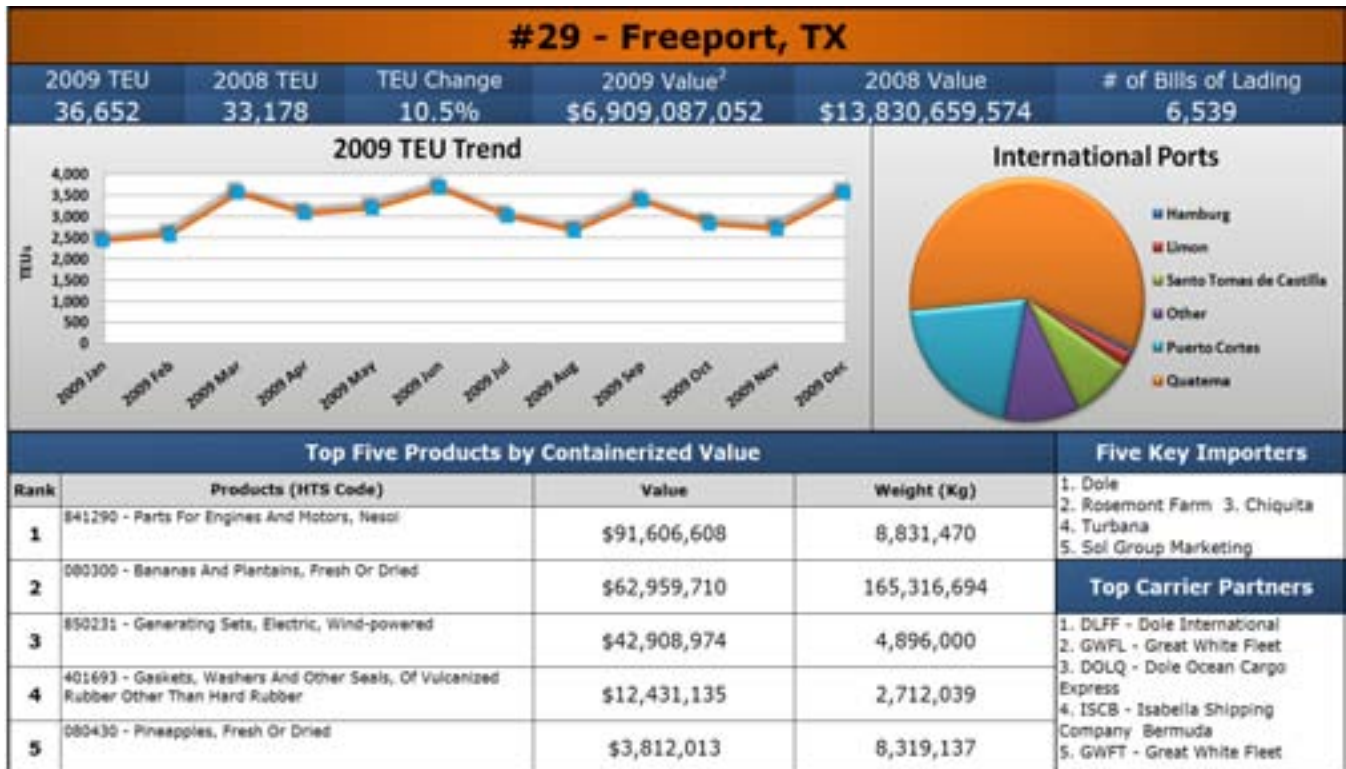 #29 - Freeport, TX
2009 TEU 2008 TEU TEU Change 2009 Value² 2008 Value # of Bills of Lading
36,652 33,178 10.5% $6,909,087,052 $13,830,659,574 6,539
2009 TEU Trend
TEUs
4,000
3,500
3,000
2,500
2,000
1,500
1,000
500
0
2009 Jan 2009 Feb 2009 Mar 2009 Apr 2009 May 2009 Jun 2009 Jul 2009 Aug 2009 Sep 2009 Oct 2009 Nov 2009 Dec
International Ports
Hamburg
Limon
Santo Tomas de Castilla
Other
Puerto Cortes
Quatema
Top Five Products by Containerized Value
Rank Products (HTS Code) Value Weight (Kg)
1 841290 - Parts For Engines And Motors, Nesoi $91,606,608 8,831,470
2 080300 - Bananas And Plantains, Fresh Or Dried $62,959,710 165,316,694
3 850231 - Generating Sets, Electric, Wind-powered $42,908,974 4,896,000
4 401693 - Gaskets, Washers And Other Seals, Of Vulcanized
Rubber Other Than Hard Rubber $12,431,135 2,712,039
5 080430 - Pineapples, Fresh Or Dried $3,812,013 8,319,137
Five Key Importers
1. Dole
2. Rosemont Farm 3. Chiquita
4. Turbana
5. Sol Group Marketing
Top Carrier Partners
1. DLFF - Dole International
2. GWFL - Great White Fleet
3. DOLQ - Dole Ocean Cargo
Express
4. ISCB - Isabella Shipping
Company Bermuda
5. GWFT - Great White Fleet